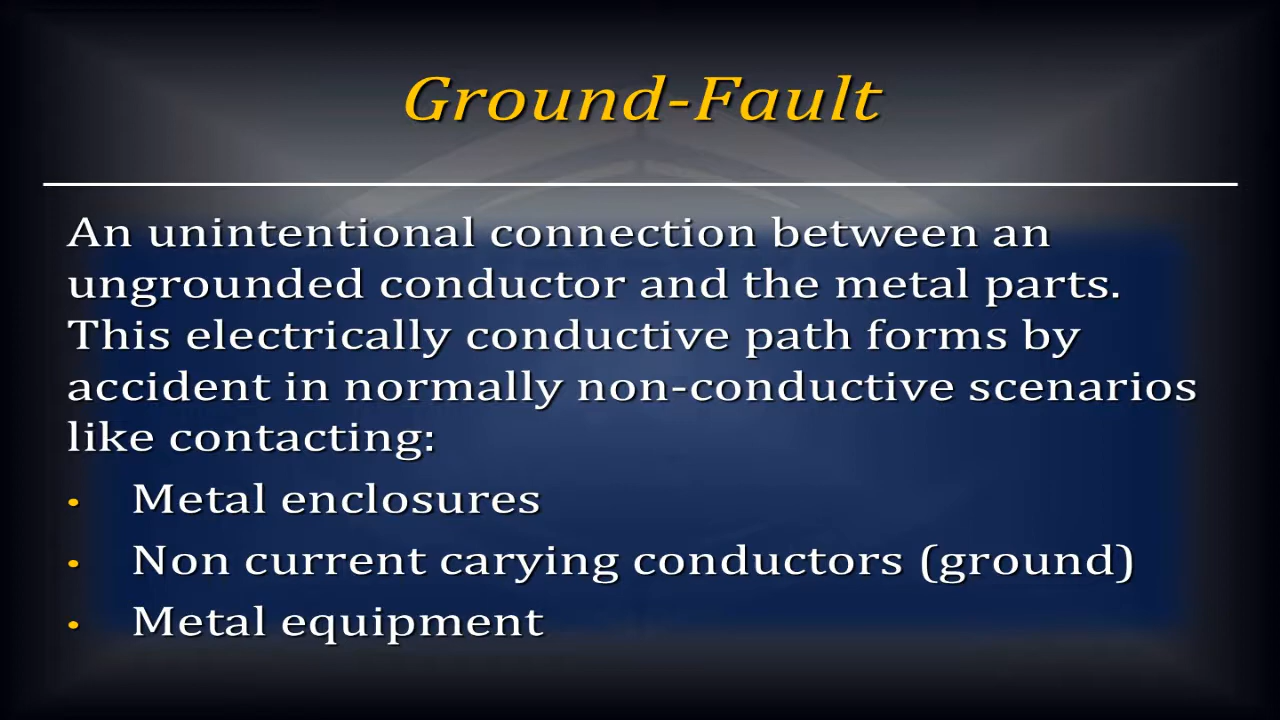 Ground-Fault
An unintentional connection between an
ungrounded conductor and the metal parts.
This electrically conductive path forms by
accident in normally non-conductive scenarios
like contacting:
• Metal enclosures
• Non current carying conductors (ground)
• Metal equipment